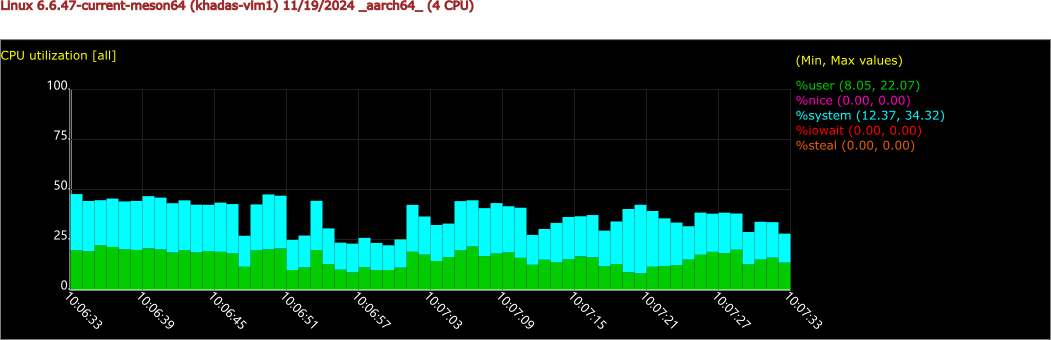 Linux 6.6.47-current-meson64 (khadas-vim1) 11/19/2024 _aarch64_ (4 CPU)
CPU utilization [all]
(Min, Max values)
%user (8.05, 22.07)
%nice (0.00, 0.00)
%system (12.37, 34.32)
%iowait (0.00, 0.00)
%steal (0.00, 0.00)
100
75
50
25
0
10:06:33 10:06:39 10:06:45 10:06:51 10:06:57 10:07:03 10:07:09 10:07:15 10:07:21 10:07:27 10:07:33